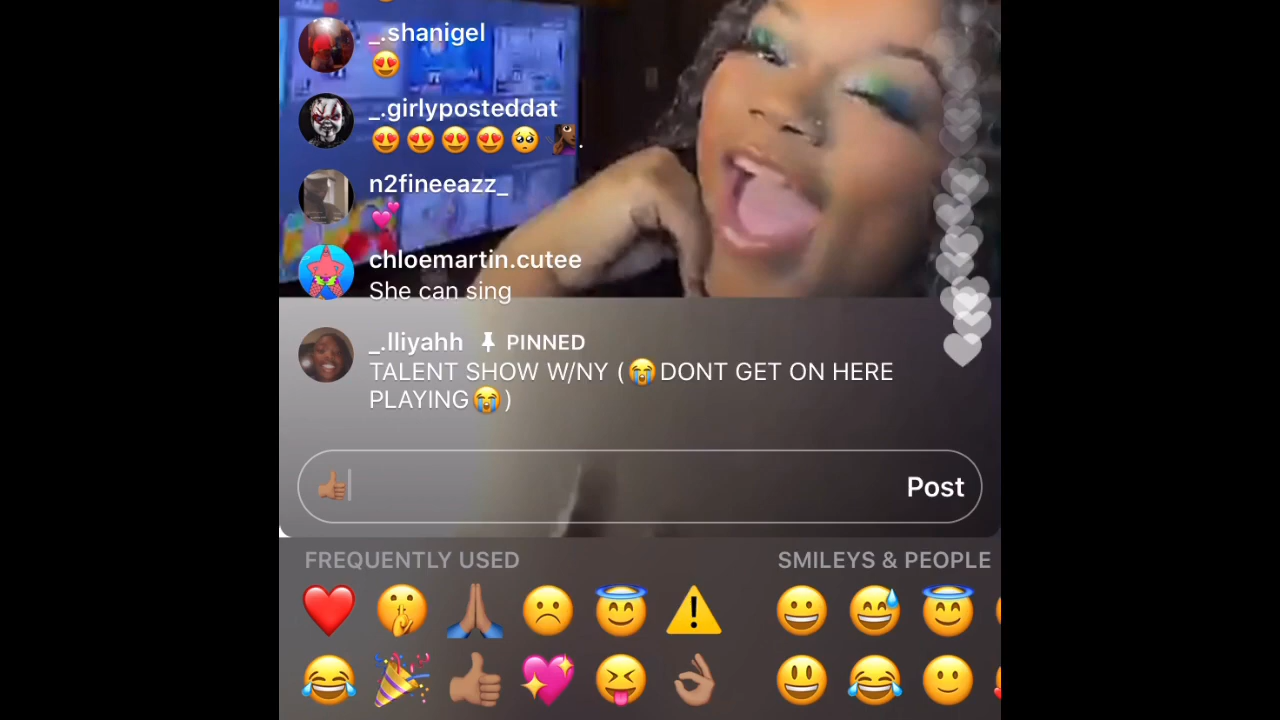 _.shanigel
😍
_.girlyposteddat
😍😍😍😍🥺 .
n2fineeazz_
💕
chloemartin.cutee
She can sing
_.lliyahh PINNED
TALENT SHOW W/NY (😭DONT GET ON HERE
PLAYING😭)
👍🏽 Post
FREQUENTLY USED SMILEYS & PEOPLE